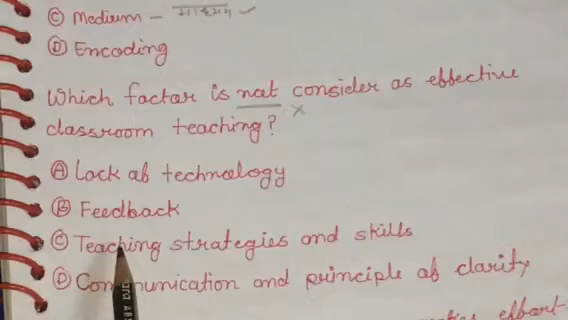 Ⓒ Medium - माध्यम ✓
Ⓓ Encoding
Which factor is not consider as effective
classroom teaching? ×
Ⓐ Lack of technology
Ⓑ Feedback
Ⓒ Teaching strategies and skills
Ⓓ Communication and principle of clarity
effort